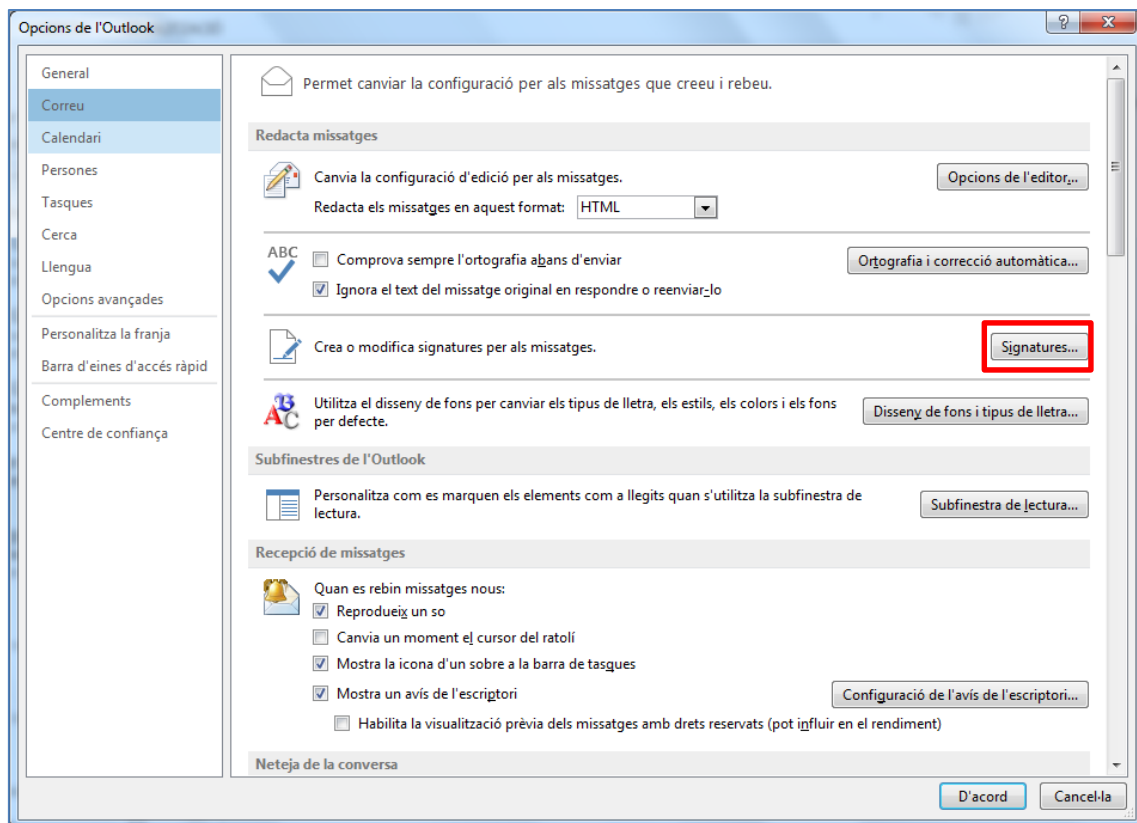 Opcions de l'Outlook
General
Correu
Calendari
Persones
Tasques
Cerca
Llengua
Opcions avançades
Personalitza la franja
Barra d'eines d'accés ràpid
Complements
Centre de confiança
Permet canviar la configuració per als missatges que creeu i rebeu.
Redacta missatges
Canvia la configuració d'edició per als missatges.
Opcions de l'editor...
Redacta els missatges en aquest format: HTML
ABC
Comprova sempre l'ortografia abans d'enviar
Ortografia i correcció automàtica...
Ignora el text del missatge original en respondre o reenviar-lo
Crea o modifica signatures per als missatges.
Signatures...
Utilitza el disseny de fons per canviar els tipus de lletra, els estils, els colors i els fons
per defecte.
Disseny de fons i tipus de lletra...
Subfinestres de l'Outlook
Personalitza com es marquen els elements com a llegits quan s'utilitza la subfinestra de
lectura.
Subfinestra de lectura...
Recepció de missatges
Quan es rebin missatges nous:
Reprodueix un so
Canvia un moment el cursor del ratolí
Mostra la icona d'un sobre a la barra de tasques
Mostra un avís de l'escriptori
Configuració de l'avís de l'escriptori...
Habilita la visualització prèvia dels missatges amb drets reservats (pot influir en el rendiment)
Neteja de la conversa
D'acord
Cancel·la